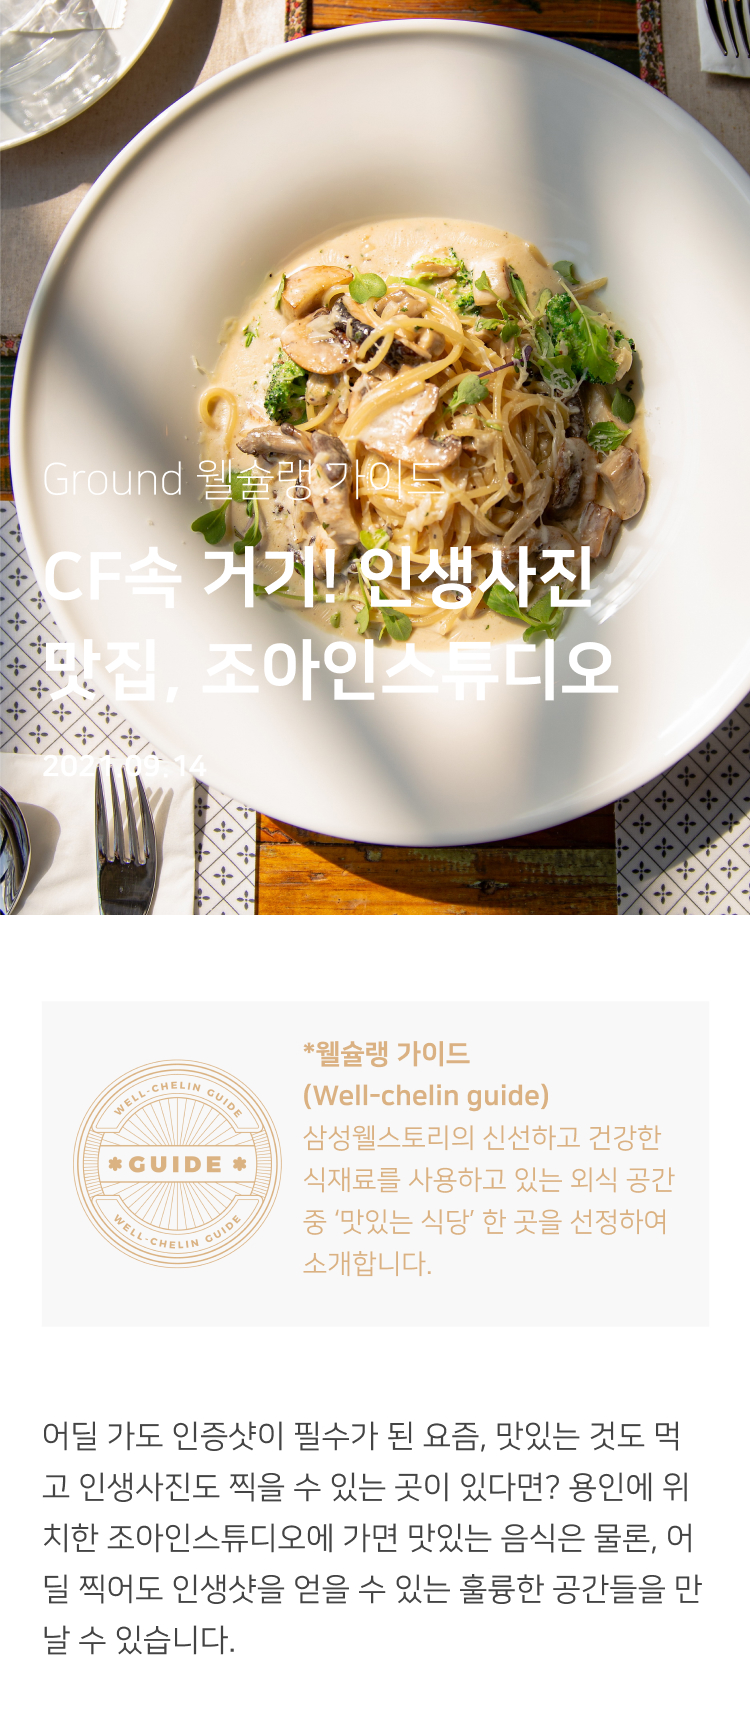 Ground 웰슐랭 가이드
CF속 거기! 인생사진
맛집, 조아인스튜디오
2021.09.14
WELL-CHELIN GUIDE
GUIDE
WELL-CHELIN GUIDE
*웰슐랭 가이드
(Well-chelin guide)
삼성웰스토리의 신선하고 건강한
식재료를 사용하고 있는 외식 공간
중 ‘맛있는 식당’ 한 곳을 선정하여
소개합니다.
어딜 가도 인증샷이 필수가 된 요즘, 맛있는 것도 먹
고 인생사진도 찍을 수 있는 곳이 있다면? 용인에 위
치한 조아인스튜디오에 가면 맛있는 음식은 물론, 어
딜 찍어도 인생샷을 얻을 수 있는 훌륭한 공간들을 만
날 수 있습니다.